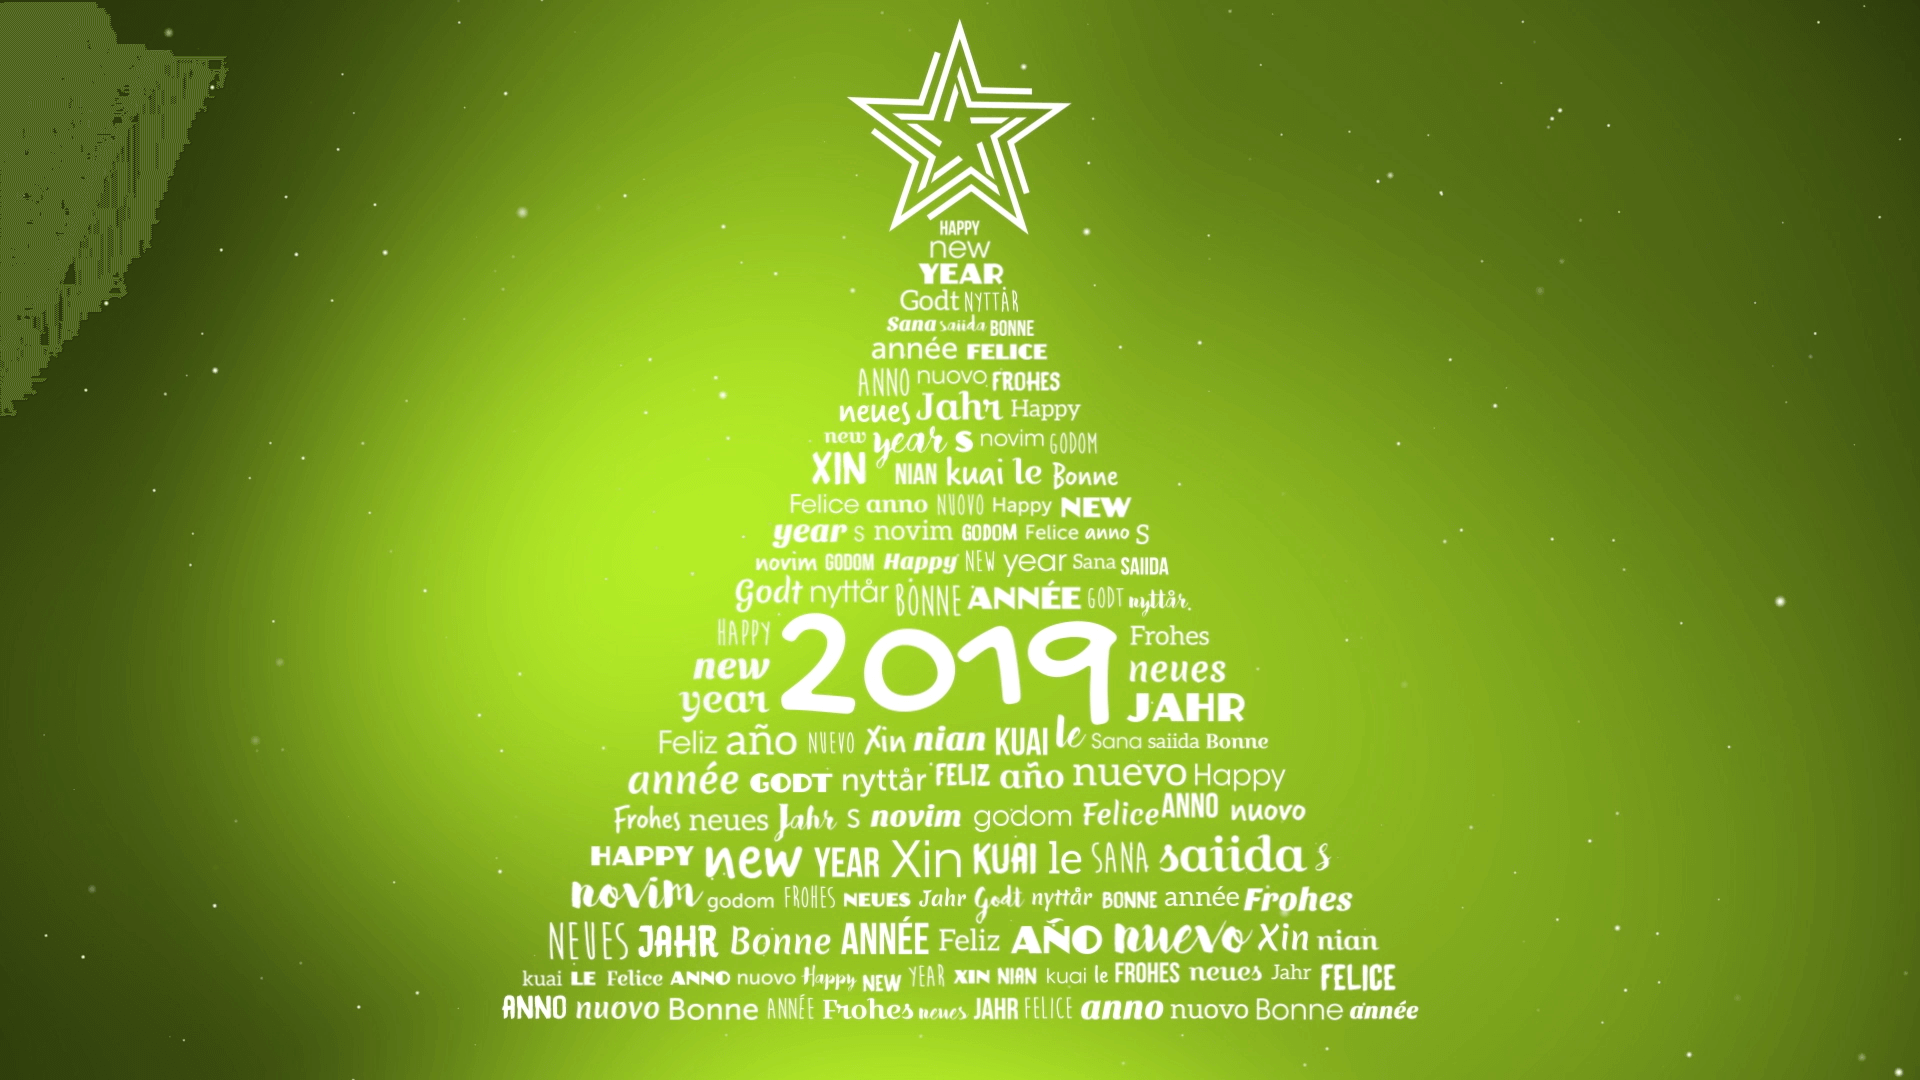 HAPPY
new
YEAR
Godt NYTTÅR
Sana saiida BONNE
année FELICE
ANNO nuovo FROHES
neues Jahr Happy
new year s novim GODOM
XIN NIAN kuai le Bonne
Felice anno NUOVO Happy NEW
year s novim GODOM Felice anno S
novim GODOM Happy NEW year Sana SAIIDA
Godt nyttår BONNE ANNÉE GODT nyttår
HAPPY
new
year
2019
Frohes
neues
JAHR
Feliz año NUEVO Xin nian KUAI le Sana saiida Bonne
année GODT nyttår FELIZ año nuevo Happy
Frohes neues Jahr s novim godom Felice ANNO nuovo
HAPPY new YEAR Xin KUAI le SANA saiida s
novim godom FROHES NEUES Jahr Godt nyttår BONNE année Frohes
NEUES JAHR Bonne ANNÉE Feliz AÑO nuevo Xin nian
kuai LE Felice ANNO nuovo Happy NEW YEAR XIN NIAN kuai le FROHES neues Jahr FELICE
ANNO nuovo Bonne ANNÉE Frohes neues JAHR FELICE anno nuovo Bonne année